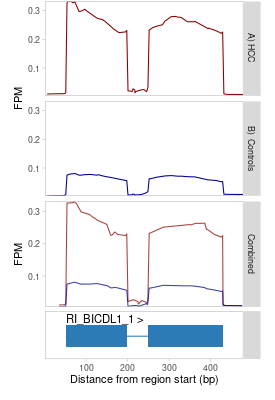 0.3
0.2
0.1
A) HCC
FPM
0.3
0.2
0.1
B) Controls
0.3
0.2
0.1
Combined
FPM
RI_BICDL1_1 >
100 200 300 400
Distance from region start (bp)